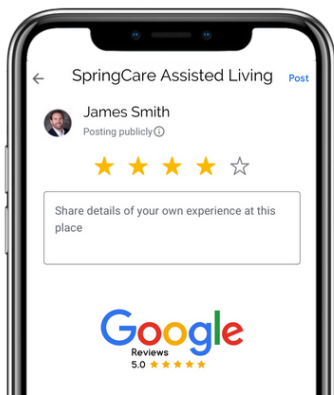 SpringCare Assisted Living
Post
James Smith
Posting publicly
Share details of your own experience at this
place
Google
Reviews
5.0